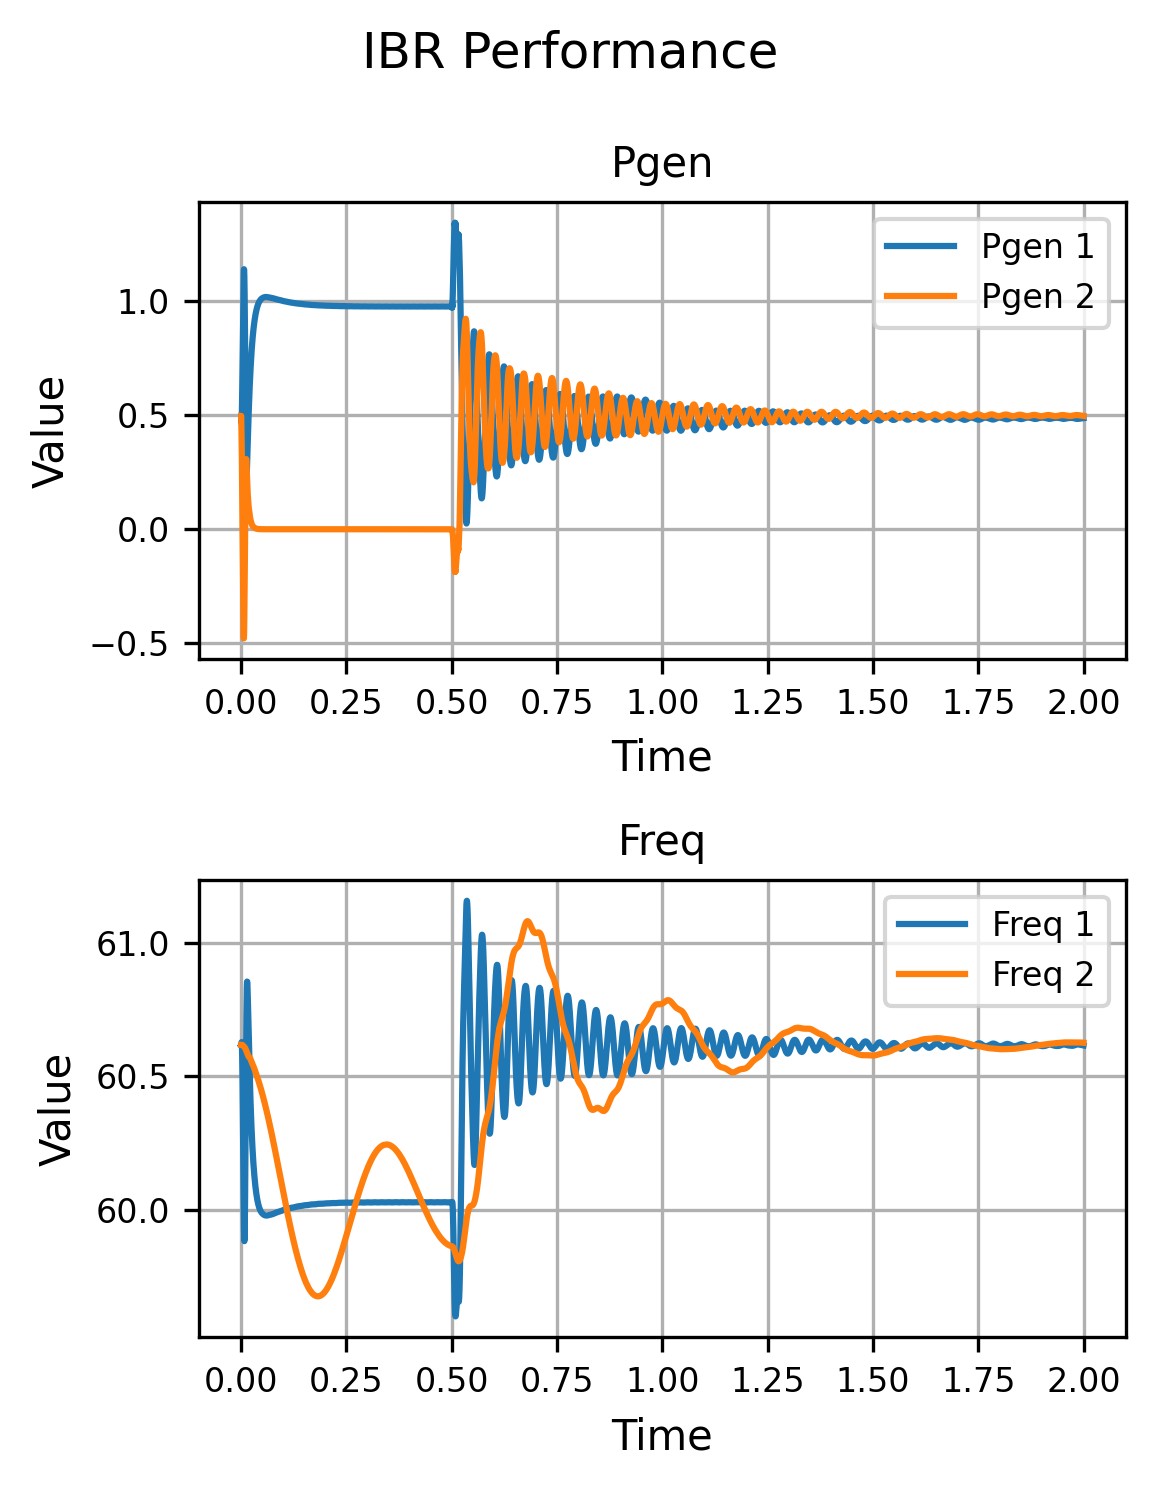 IBR Performance
Pgen
Pgen 1
Pgen 2
Value
1.0
0.5
0.0
−0.5
0.00 0.25 0.50 0.75 1.00 1.25 1.50 1.75 2.00
Time
Freq
Freq 1
Freq 2
Value
61.0
60.5
60.0
0.00 0.25 0.50 0.75 1.00 1.25 1.50 1.75 2.00
Time